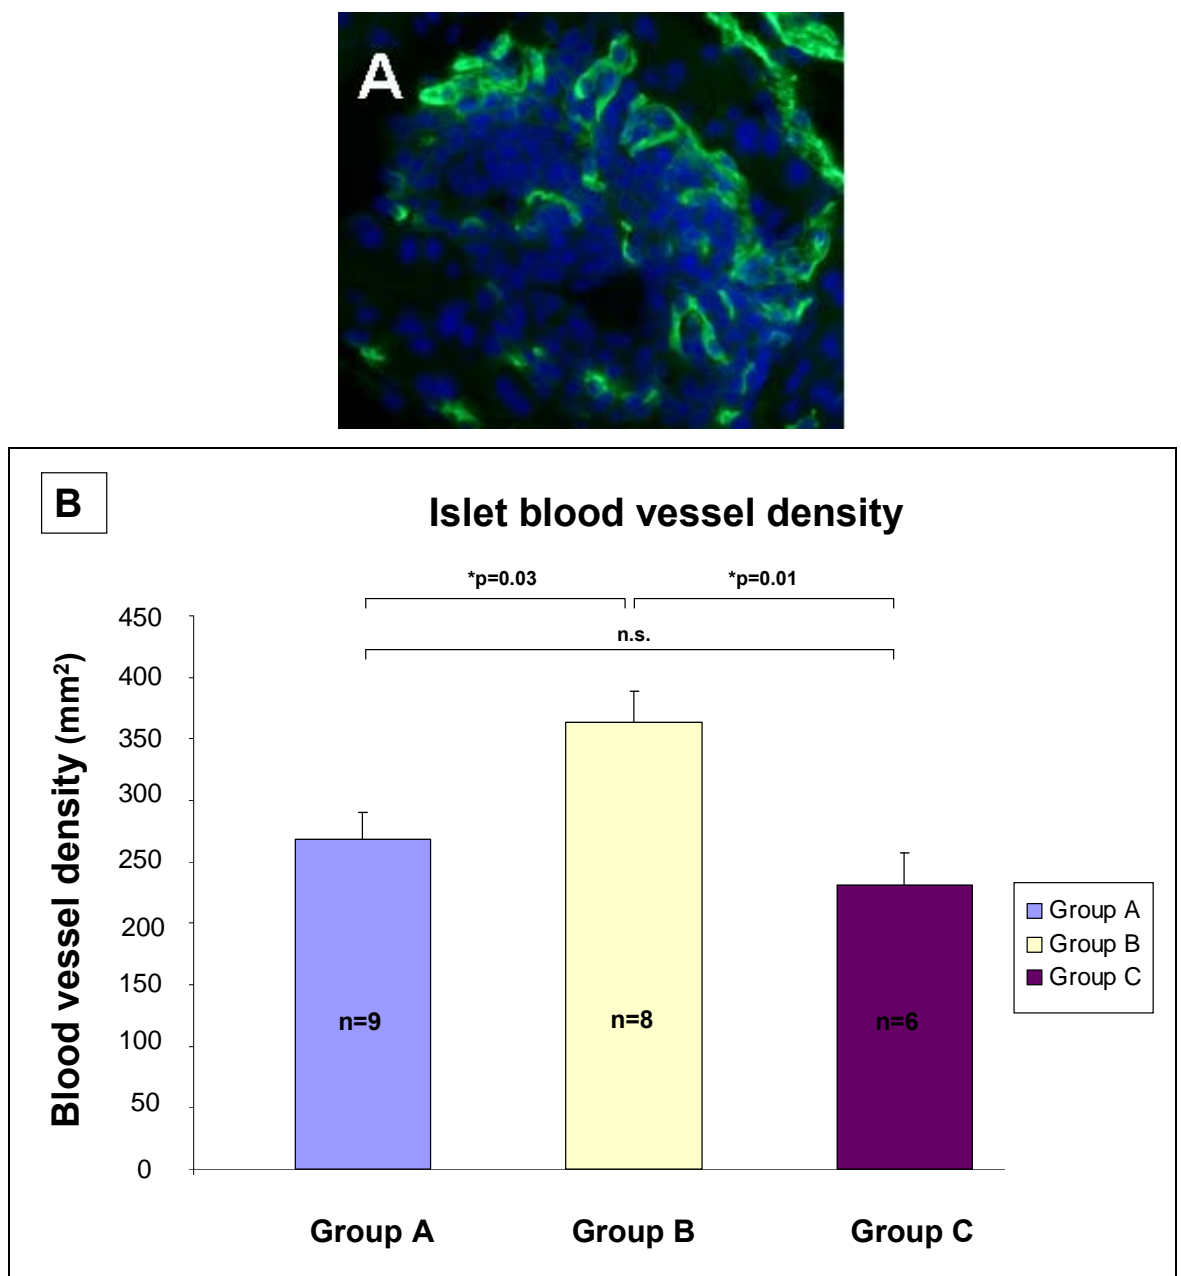 A
B
Islet blood vessel density
*p=0.03
*p=0.01
n.s.
Blood vessel density (mm²)
450
400
350
300
250
200
150
100
50
0
n=9
n=8
n=6
Group A
Group B
Group C
Group A
Group B
Group C